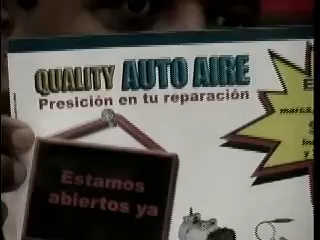 QUALITY AUTO AIRE
Presición en tu reparación
Estamos
abiertos ya